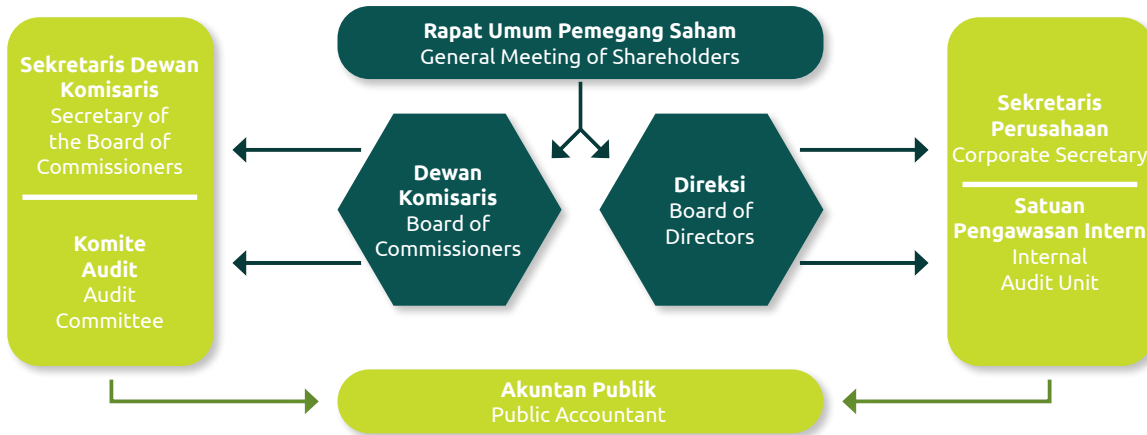 Rapat Umum Pemegang Saham
General Meeting of Shareholders
Sekretaris Dewan
Komisaris
Secretary of
the Board of
Commissioners
Komite
Audit
Audit
Committee
Dewan
Komisaris
Board of
Commissioners
Direksi
Board of
Directors
Sekretaris
Perusahaan
Corporate Secretary
Satuan
Pengawasan Intern
Internal
Audit Unit
Akuntan Publik
Public Accountant